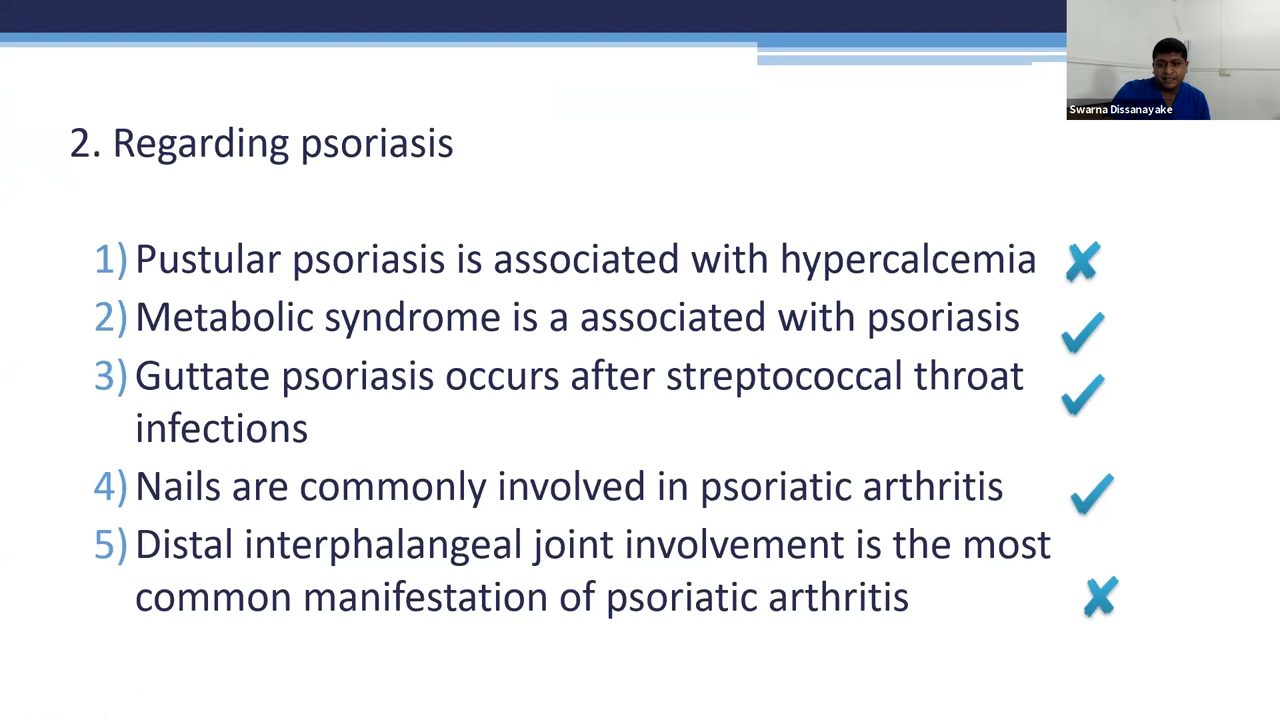 Swarna Dissanayake
2. Regarding psoriasis
1) Pustular psoriasis is associated with hypercalcemia
2) Metabolic syndrome is a associated with psoriasis
3) Guttate psoriasis occurs after streptococcal throat
infections
4) Nails are commonly involved in psoriatic arthritis
5) Distal interphalangeal joint involvement is the most
common manifestation of psoriatic arthritis